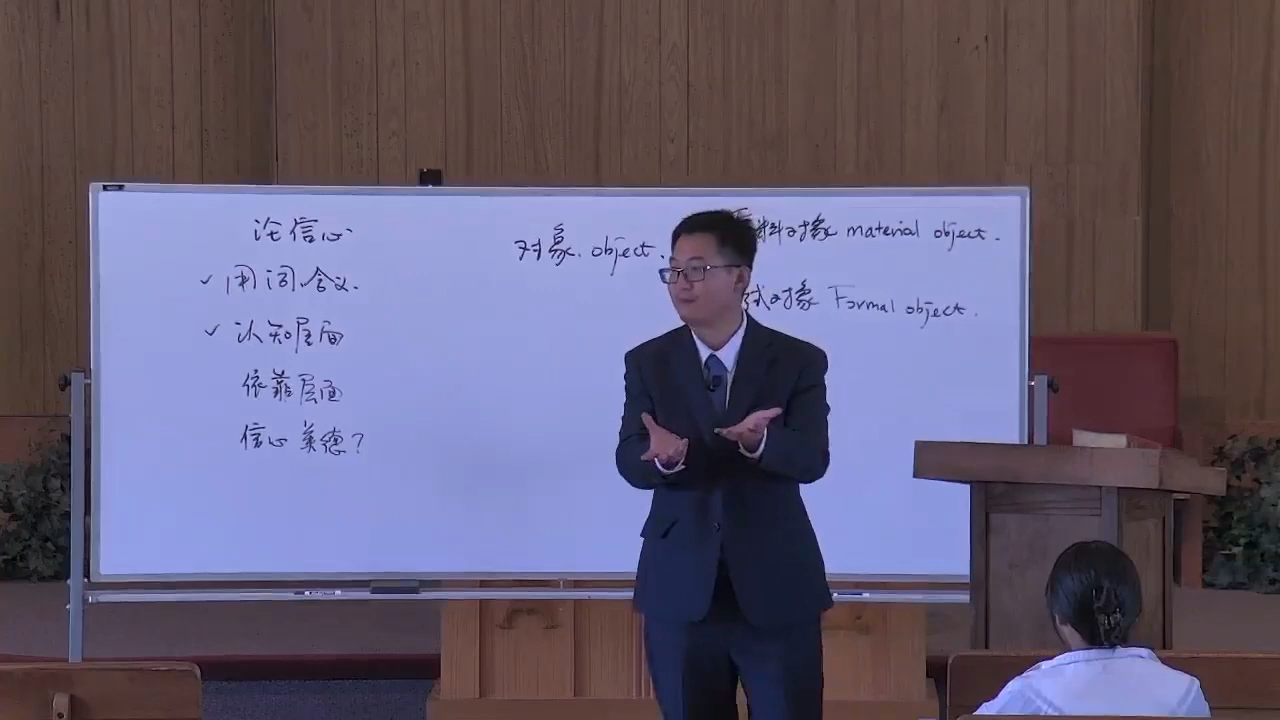 论信心
✓ 用词含义.
✓ 认知层面
依靠层面
信心美德?
对象. object.
料对象 material object.
式对象 Formal object.